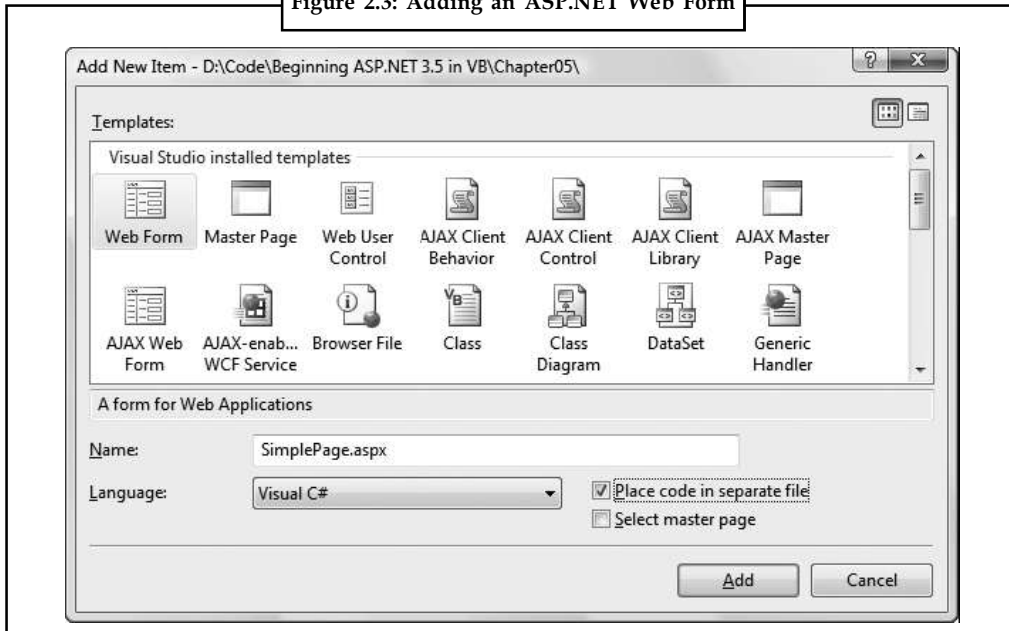 Figure 2.3: Adding an ASP.NET Web Form
Add New Item - D:\Code\Beginning ASP.NET 3.5 in VB\Chapter05\
Templates:
Visual Studio installed templates
Web Form
Master Page
Web User
Control
AJAX Client
Behavior
AJAX Client
Control
AJAX Client
Library
AJAX Master
Page
AJAX Web
Form
AJAX-enab...
WCF Service
Browser File
VB
Class
Class
Diagram
DataSet
Generic
Handler
A form for Web Applications
Name:
SimplePage.aspx
Language:
Visual C#
Place code in separate file
Select master page
Add
Cancel